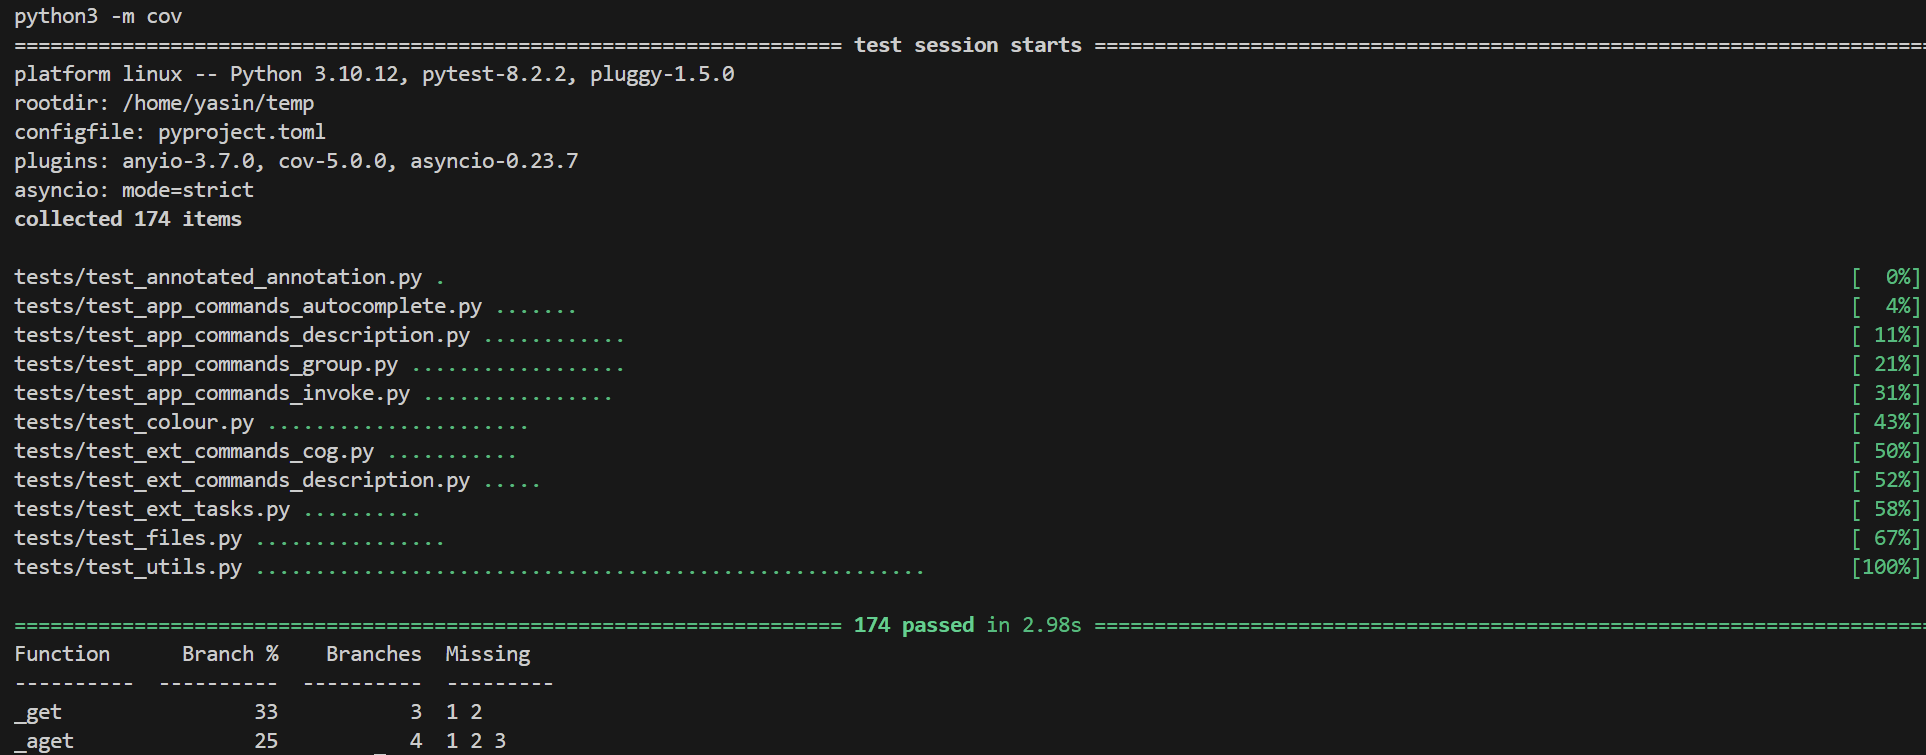 python3 -m cov
===================================================================== test session starts ======================================================================
platform linux -- Python 3.10.12, pytest-8.2.2, pluggy-1.5.0
rootdir: /home/yasin/temp
configfile: pyproject.toml
plugins: anyio-3.7.0, cov-5.0.0, asyncio-0.23.7
asyncio: mode=strict
collected 174 items
tests/test_annotated_annotation.py . [  0%]
tests/test_app_commands_autocomplete.py ....... [  4%]
tests/test_app_commands_description.py ............ [ 11%]
tests/test_app_commands_group.py .................. [ 21%]
tests/test_app_commands_invoke.py ................ [ 31%]
tests/test_colour.py ...................... [ 43%]
tests/test_ext_commands_cog.py ........... [ 50%]
tests/test_ext_commands_description.py ..... [ 52%]
tests/test_ext_tasks.py .......... [ 58%]
tests/test_files.py ................ [ 67%]
tests/test_utils.py ........................................................ [100%]
===================================================================== 174 passed in 2.98s ======================================================================
Function      Branch %    Branches  Missing
----------  ----------  ----------  ---------
_get                33           3  1 2
_aget               25        _  4  1 2 3